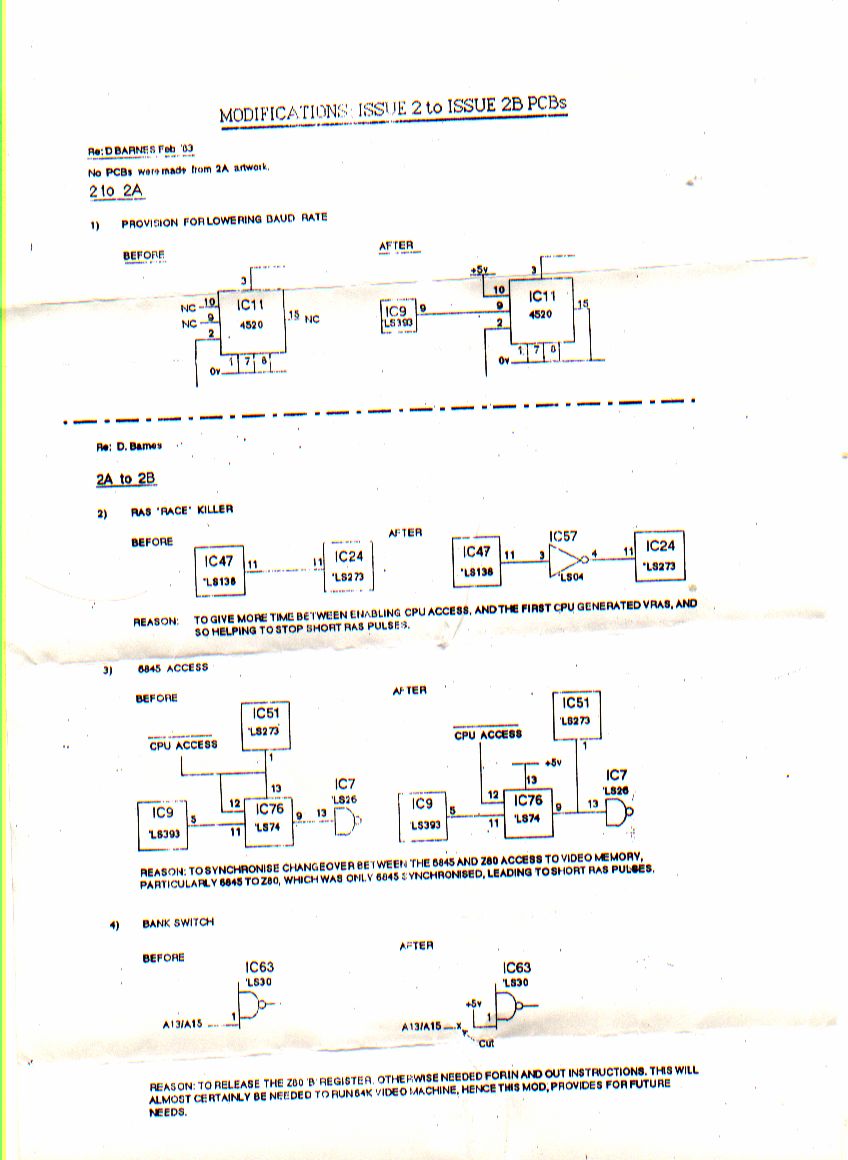 MODIFICATIONS: ISSUE 2 to ISSUE 2B PCBs
Re: D BARNES Feb '83
No PCBs were made from 2A artwork.
2 to 2A
1) PROVISION FOR LOWERING BAUD RATE
BEFORE
3
NC 10 IC11
NC 9 4520 15 NC
2
1 7 8
0v
AFTER
+5v 3
10 IC11 15
IC9 9 9 4520
'LS393 2
1 7 8
0v
Re: D. Barnes
2A to 2B
2) RAS 'RACE' KILLER
BEFORE
IC47 11 11 IC24
'LS138 'LS273
AFTER
IC57
IC47 11 3 4 11 IC24
'LS138 'LS04 'LS273
REASON: TO GIVE MORE TIME BETWEEN ENABLING CPU ACCESS, AND THE FIRST CPU GENERATED VRAS, AND
SO HELPING TO STOP SHORT RAS PULSES.
3) 6845 ACCESS
BEFORE
IC51
'LS273
CPU ACCESS
1
13 IC7
12 IC76 9 13 'LS26
IC9 5 'LS74
'LS393 11
AFTER
IC51
'LS273
CPU ACCESS
1
+5v
13 IC7
12 IC76 9 13 'LS26
IC9 5 'LS74
'LS393 11
REASON: TO SYNCHRONISE CHANGEOVER BETWEEN THE 6845 AND Z80 ACCESS TO VIDEO MEMORY,
PARTICULARLY 6845 TO Z80, WHICH WAS ONLY 6845 SYNCHRONISED, LEADING TO SHORT RAS PULSES.
4) BANK SWITCH
BEFORE
IC63
'LS30
A13/A15 1
AFTER
IC63
'LS30
+5v
A13/A15 X 1
Cut
REASON: TO RELEASE THE Z80 'B' REGISTER, OTHERWISE NEEDED FOR IN AND OUT INSTRUCTIONS. THIS WILL
ALMOST CERTAINLY BE NEEDED TO RUN 64K VIDEO MACHINE, HENCE THIS MOD, PROVIDES FOR FUTURE
NEEDS.